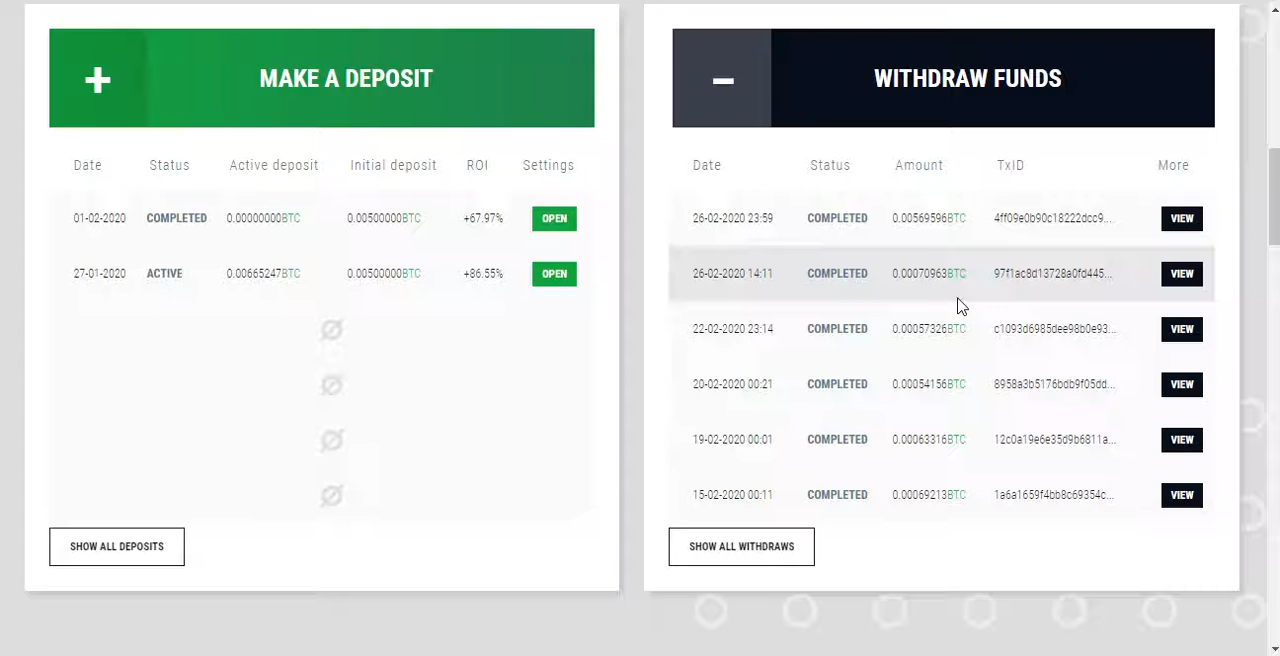 MAKE A DEPOSIT
Date Status Active deposit Initial deposit ROI Settings
01-02-2020 COMPLETED 0.00000000BTC 0.00500000BTC +67.97% OPEN
27-01-2020 ACTIVE 0.00665247BTC 0.00500000BTC +86.55% OPEN
SHOW ALL DEPOSITS
WITHDRAW FUNDS
Date Status Amount TxID More
26-02-2020 23:59 COMPLETED 0.00569596BTC 4ff09e0b90c18222dcc9... VIEW
26-02-2020 14:11 COMPLETED 0.00070963BTC 97f1ac8d13728a0fd445... VIEW
22-02-2020 23:14 COMPLETED 0.00057326BTC c1093d6985dee98b0e93... VIEW
20-02-2020 00:21 COMPLETED 0.00054156BTC 8958a3b5176bdb9f05dd... VIEW
19-02-2020 00:01 COMPLETED 0.00063316BTC 12c0a19e6e35d9b6811a... VIEW
15-02-2020 00:11 COMPLETED 0.00069213BTC 1a6a1659f4bb8c69354c... VIEW
SHOW ALL WITHDRAWS